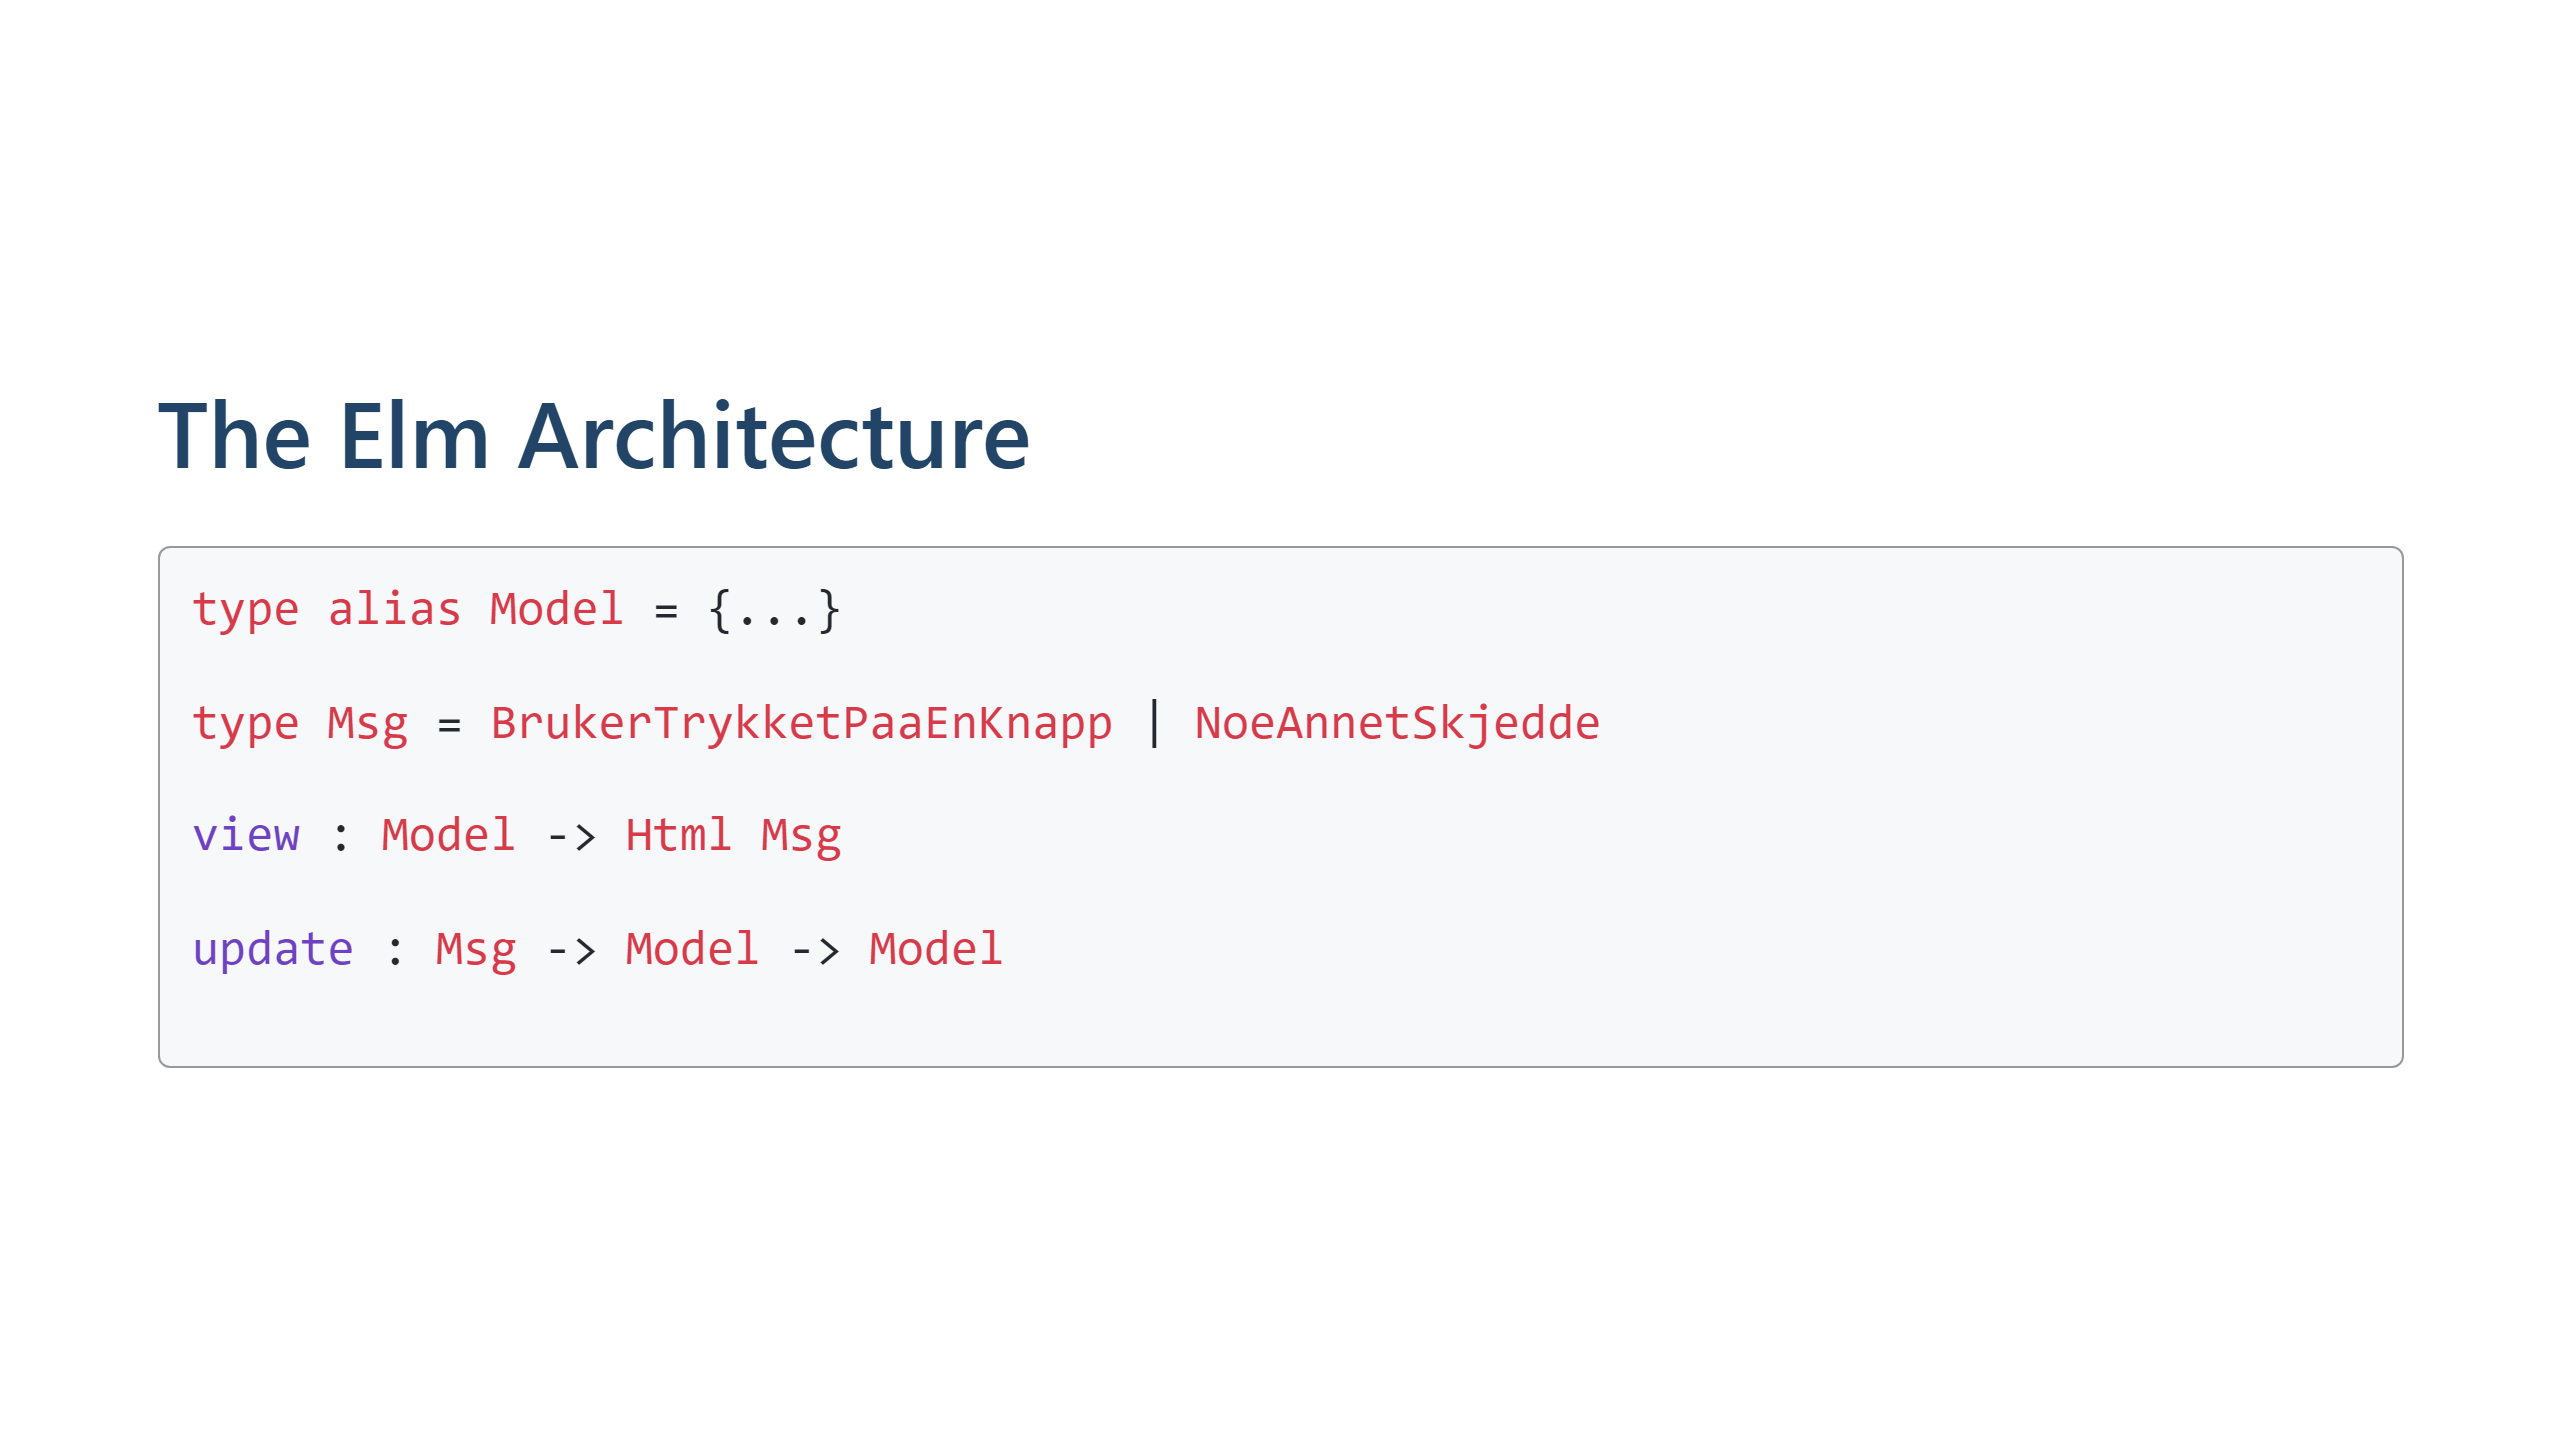 The Elm Architecture
type alias Model = {...}
type Msg = BrukerTrykketPaaEnKnapp | NoeAnnetSkjedde
view : Model -> Html Msg
update : Msg -> Model -> Model